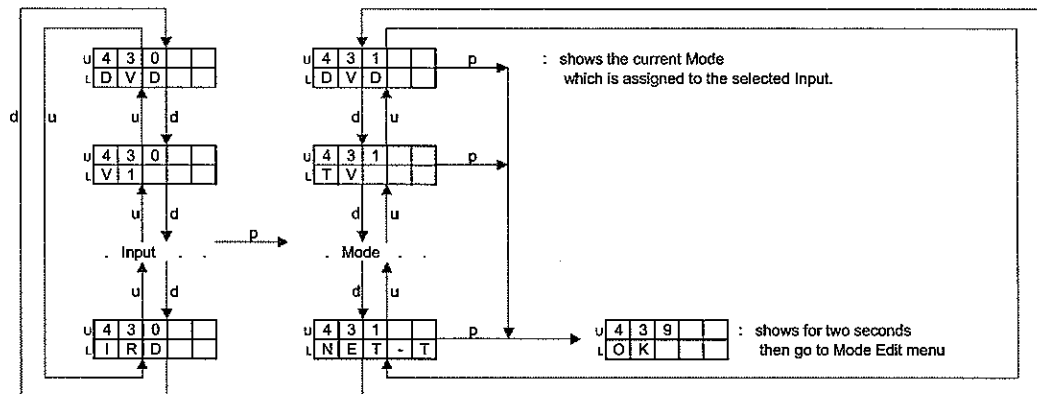 U 4 3 0
L D V D
U 4 3 1
L D V D
p
: shows the current Mode
which is assigned to the selected Input.
d u u d d u
U 4 3 0
L V 1
U 4 3 1
L T V
p
u d d u
. Input . .
p
. Mode . .
u d d u
U 4 3 0
L I R D
U 4 3 1
L N E T - T
p
U 4 3 9
L O K
: shows for two seconds
then go to Mode Edit menu